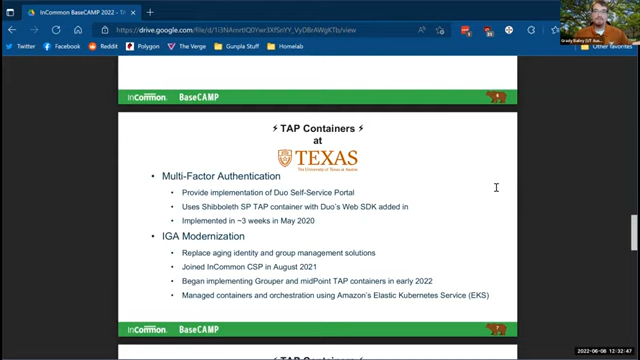 InCommon BaseCAMP 2022 - TA
https://drive.google.com/file/d/1i3NAmrtIQ0Ywr3XfSnYY_VyDBrAWgKTb/view
Facebook
Twitter
Reddit
Polygon
The Verge
Gunpla Stuff
Homelab
Other favorites
InCommon BaseCAMP
6
⚡ TAP Containers ⚡
at
TEXAS
The University of Texas at Austin
• Multi-Factor Authentication
• Provide implementation of Duo Self-Service Portal
• Uses Shibboleth SP TAP container with Duo's Web SDK added in
• Implemented in ~3 weeks in May 2020
• IGA Modernization
• Replace aging identity and group management solutions
• Joined InCommon CSP in August 2021
• Began implementing Grouper and midPoint TAP containers in early 2022
• Managed containers and orchestration using Amazon's Elastic Kubernetes Service (EKS)
InCommon BaseCAMP
7
⚡ TAP Containers ⚡
2022-06-08 12:32:47